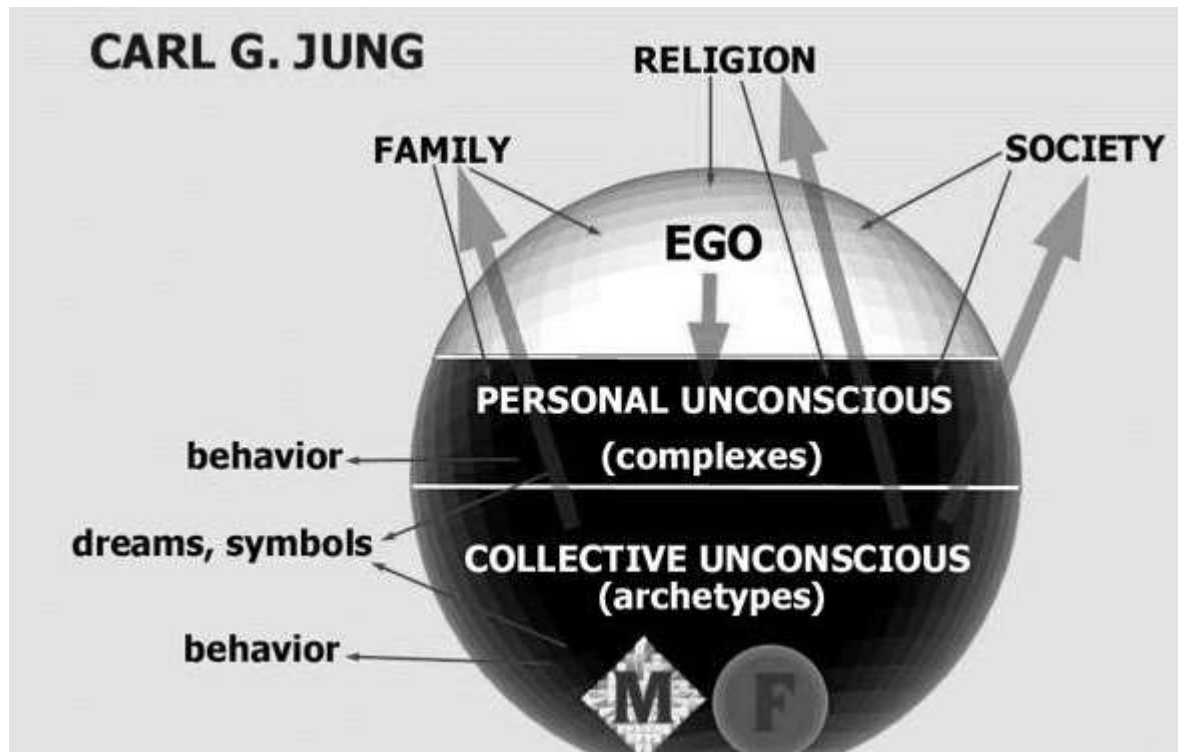 CARL G. JUNG
RELIGION
FAMILY
SOCIETY
EGO
PERSONAL UNCONSCIOUS
(complexes)
behavior
dreams, symbols
COLLECTIVE UNCONSCIOUS
(archetypes)
behavior
M
F